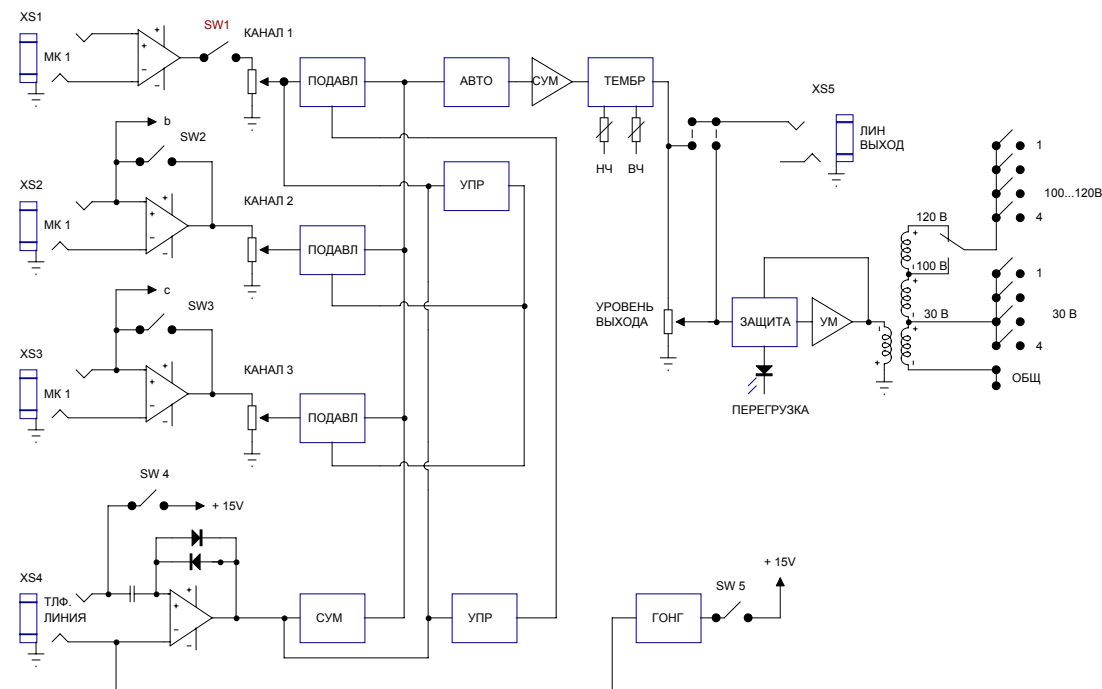 XS1
МК 1
SW1
КАНАЛ 1
ПОДАВЛ
АВТО
СУМ
ТЕМБР
НЧ
ВЧ
XS5
ЛИН
ВЫХОД
b
SW2
XS2
МК 1
КАНАЛ 2
ПОДАВЛ
УПР
1
100...120В
4
120 В
100 В
30 В
1
30 В
4
ОБЩ
c
SW3
XS3
МК 1
КАНАЛ 3
ПОДАВЛ
УРОВЕНЬ
ВЫХОДА
ЗАЩИТА
УМ
ПЕРЕГРУЗКА
SW 4
+ 15V
XS4
ТЛФ.
ЛИНИЯ
СУМ
УПР
ГОНГ
SW 5
+ 15V